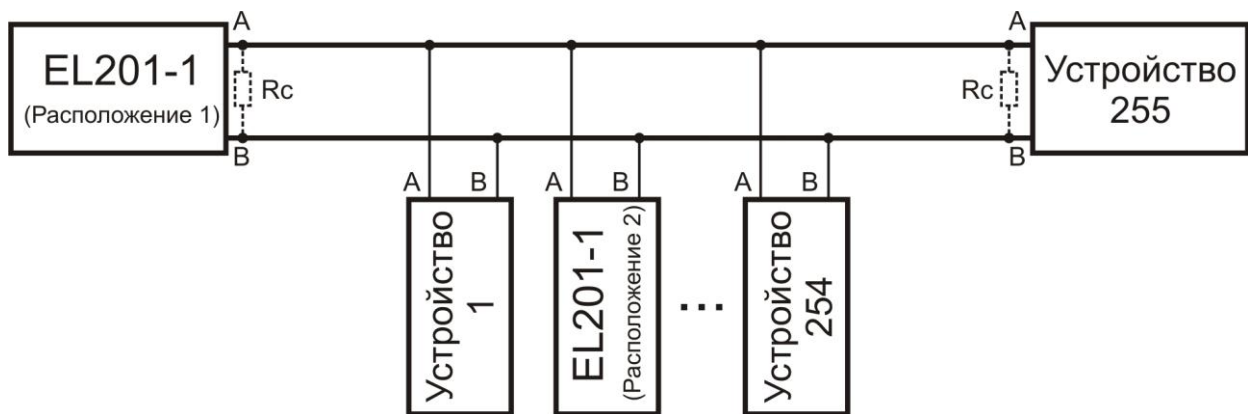 A
A
EL201-1
(Расположение 1)
Rc
Rc
Устройство
255
B
B
A
B
A
B
A
B
Устройство
1
EL201-1
(Расположение 2)
...
Устройство
254